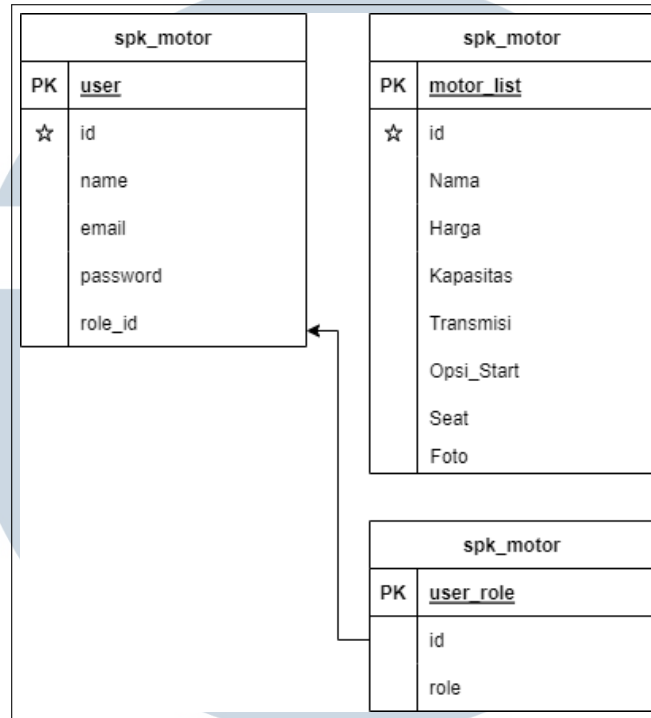 spk_motor
PK user
☆ id
name
email
password
role_id
spk_motor
PK motor_list
☆ id
Nama
Harga
Kapasitas
Transmisi
Opsi_Start
Seat
Foto
spk_motor
PK user_role
id
role